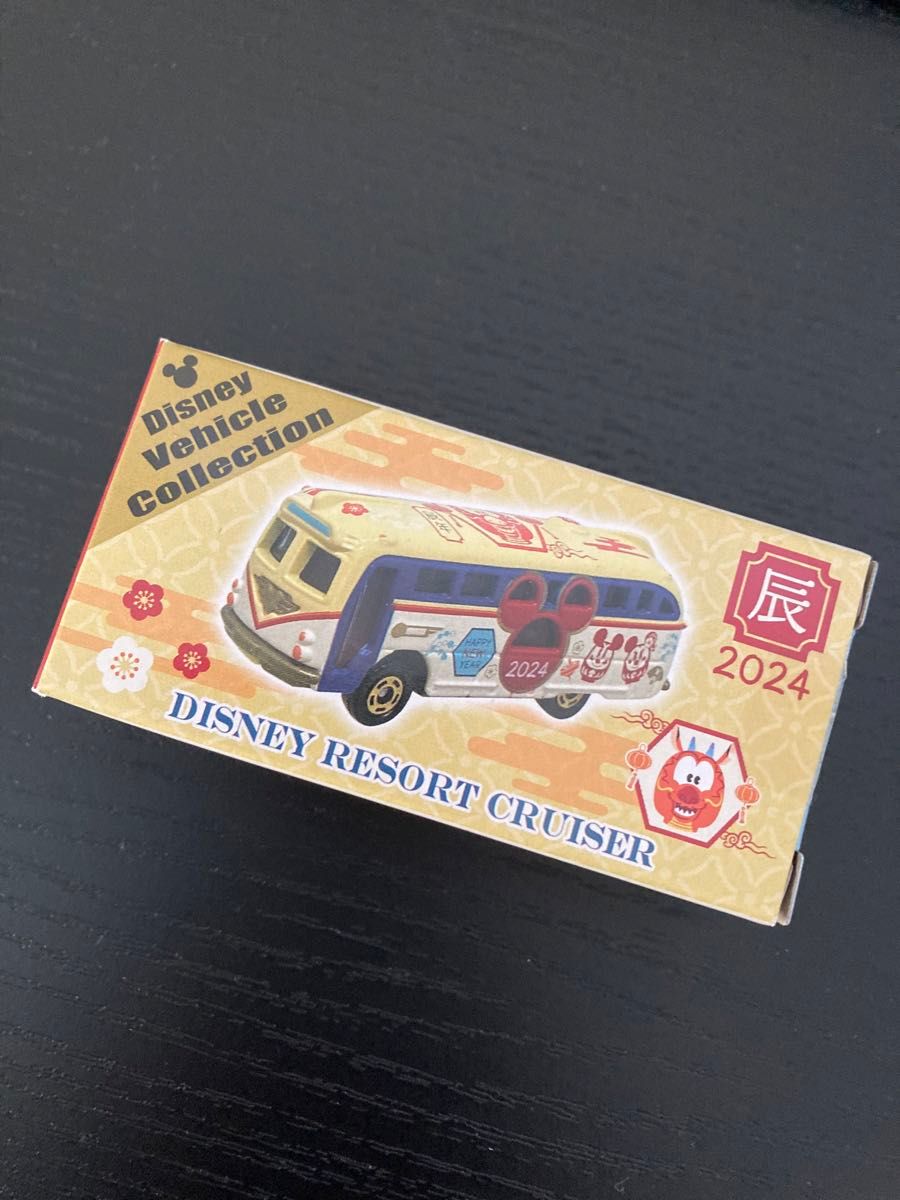 Disney
Vehicle
Collection
辰
2024
HAPPY
NEW
YEAR
2024
DISNEY RESORT CRUISER